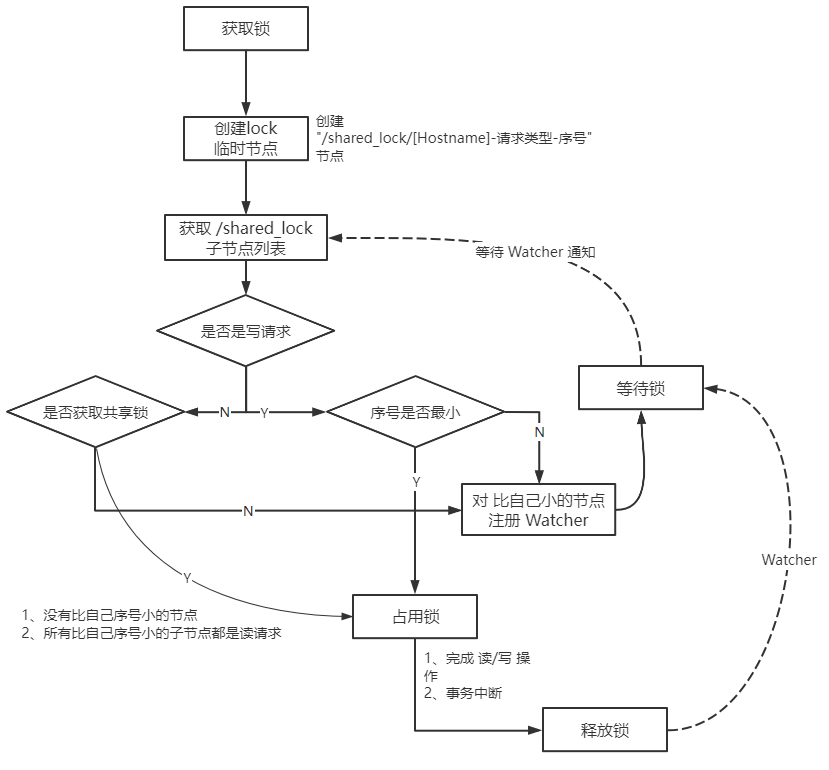 获取锁
创建lock
临时节点
创建
"/shared_lock/[Hostname]-请求类型-序号"
节点
获取 /shared_lock
子节点列表
等待 Watcher 通知
是否是写请求
等待锁
是否获取共享锁
N
Y
序号是否最小
N
Y
对 比自己小的节点
注册 Watcher
N
Watcher
Y
1、没有比自己序号小的节点
2、所有比自己序号小的子节点都是读请求
占用锁
1、完成 读/写 操
作
2、事务中断
释放锁